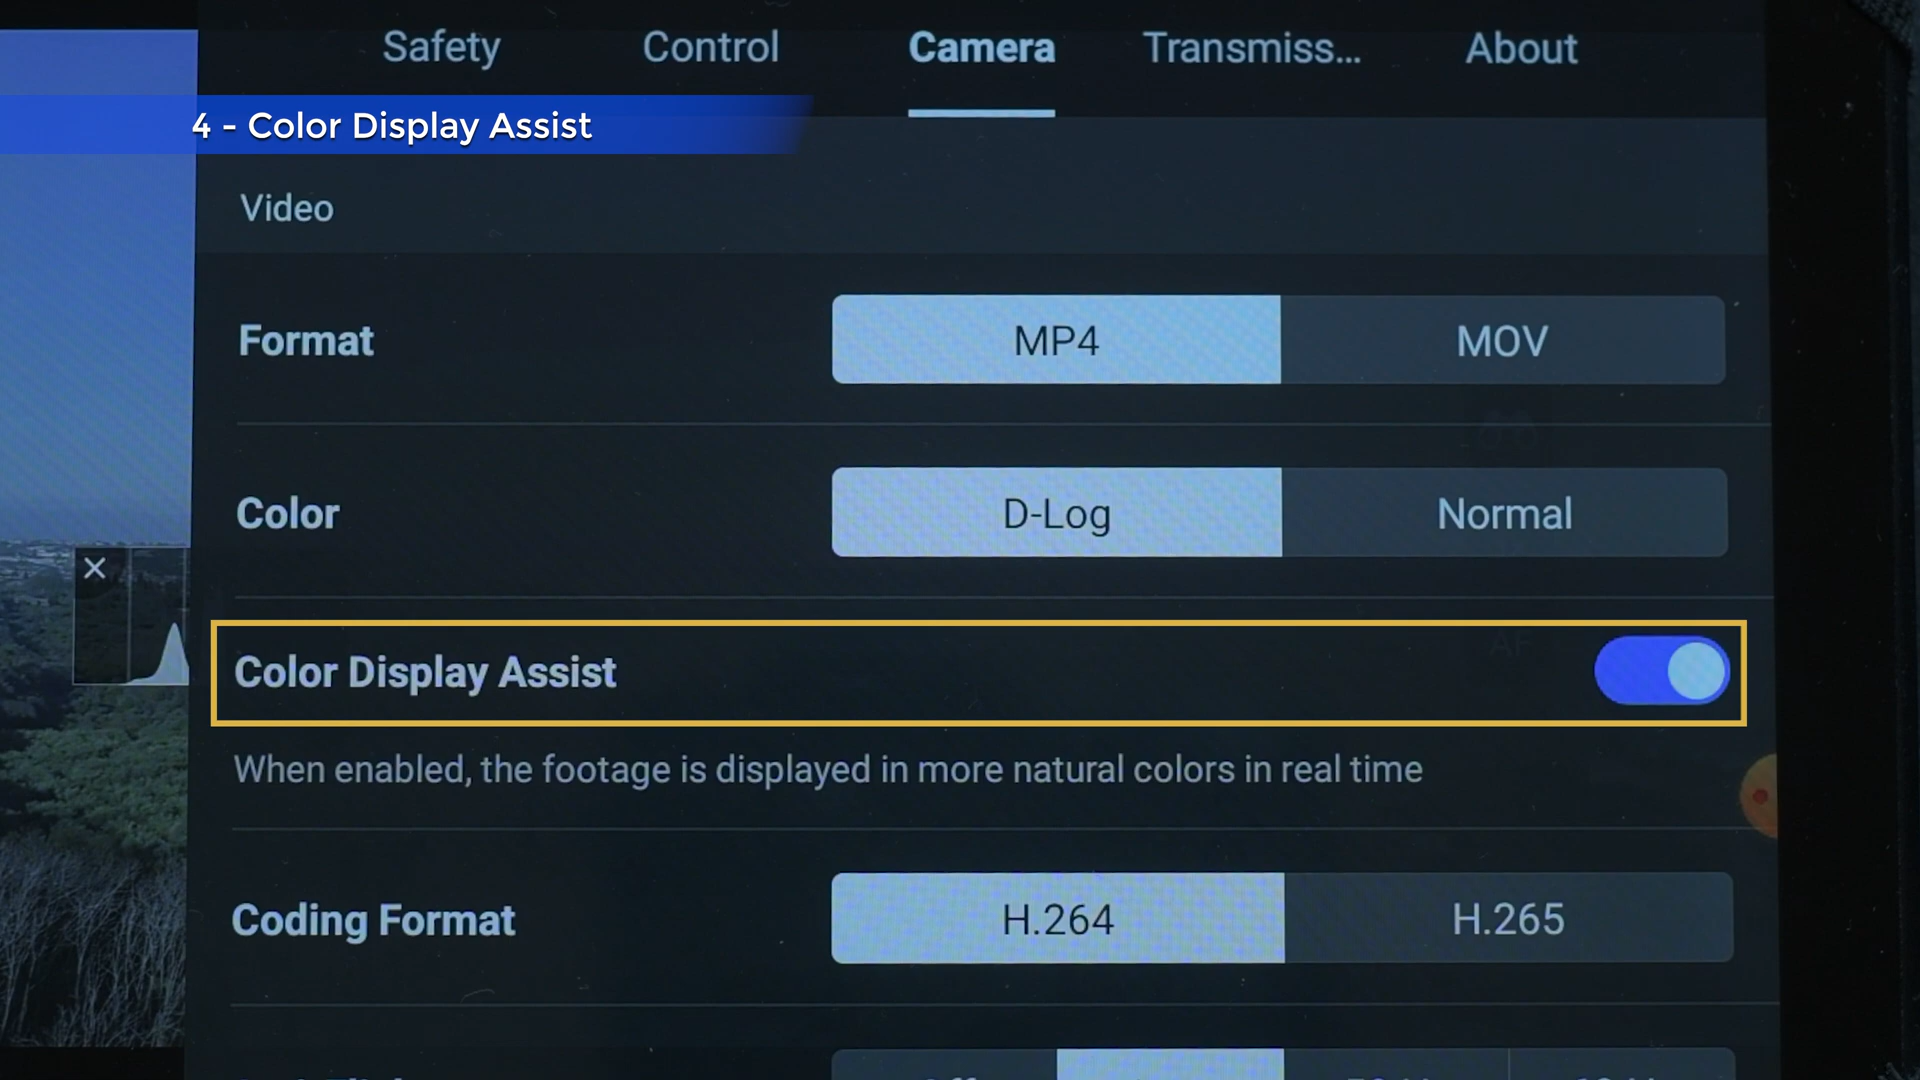 Safety Control Camera Transmiss... About
4 - Color Display Assist
Video
Format MP4 MOV
Color D-Log Normal
Color Display Assist
When enabled, the footage is displayed in more natural colors in real time
Coding Format H.264 H.265